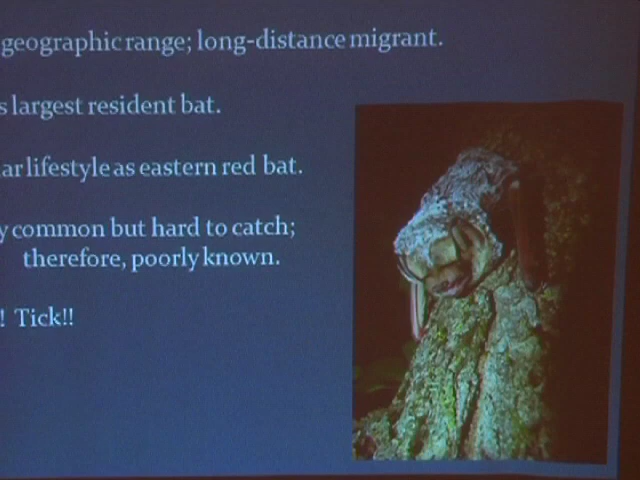 geographic range; long-distance migrant.
s largest resident bat.
ar lifestyle as eastern red bat.
y common but hard to catch;
therefore, poorly known.
! Tick!!